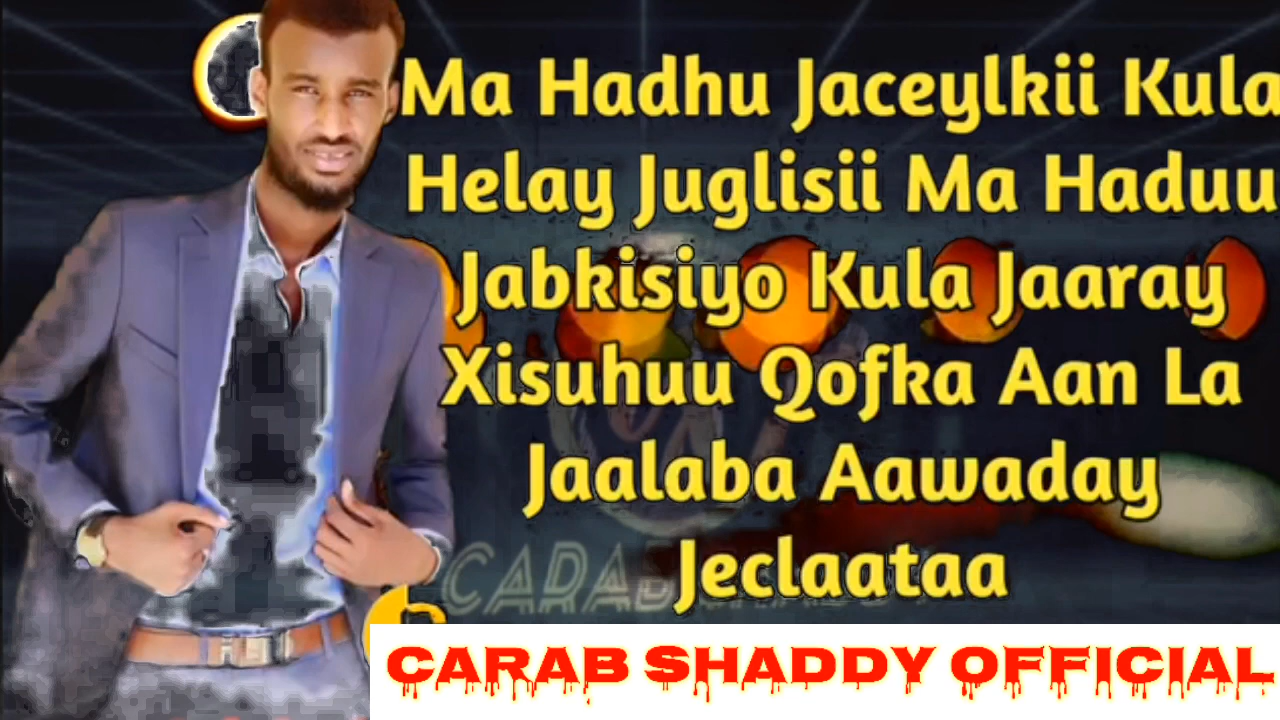 Ma Hadhu Jaceylkii Kula
Helay Juglisii Ma Haduu
Jabkisiyo Kula Jaaray
Xisuhuu Qofka Aan La
Jaalaba Aawaday
Jeclaataa
CARAB SHADDY OFFICIAL